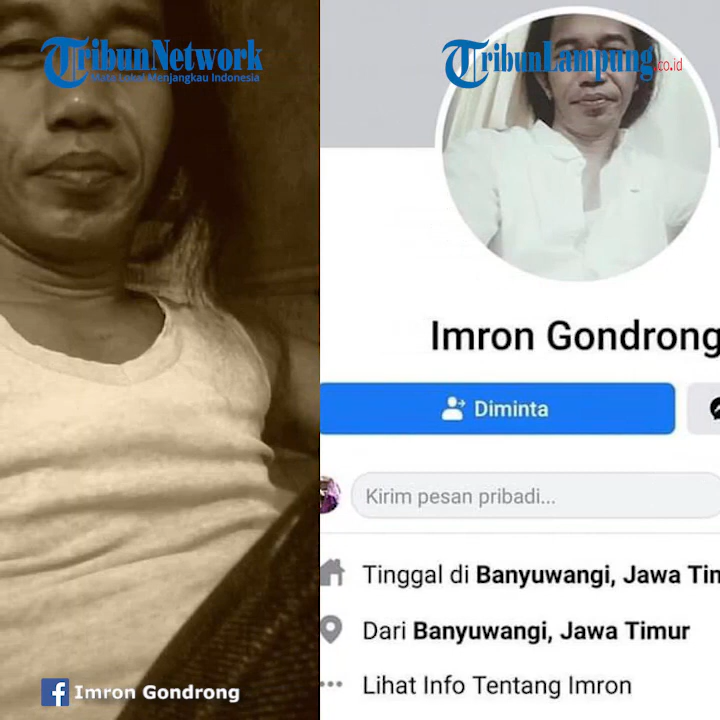 TribunNetwork
Mata Lokal Menjangkau Indonesia
TribunLampung.co.id
Imron Gondrong
Diminta
Kirim pesan pribadi...
Tinggal di Banyuwangi, Jawa Tim
Dari Banyuwangi, Jawa Timur
Lihat Info Tentang Imron
f Imron Gondrong